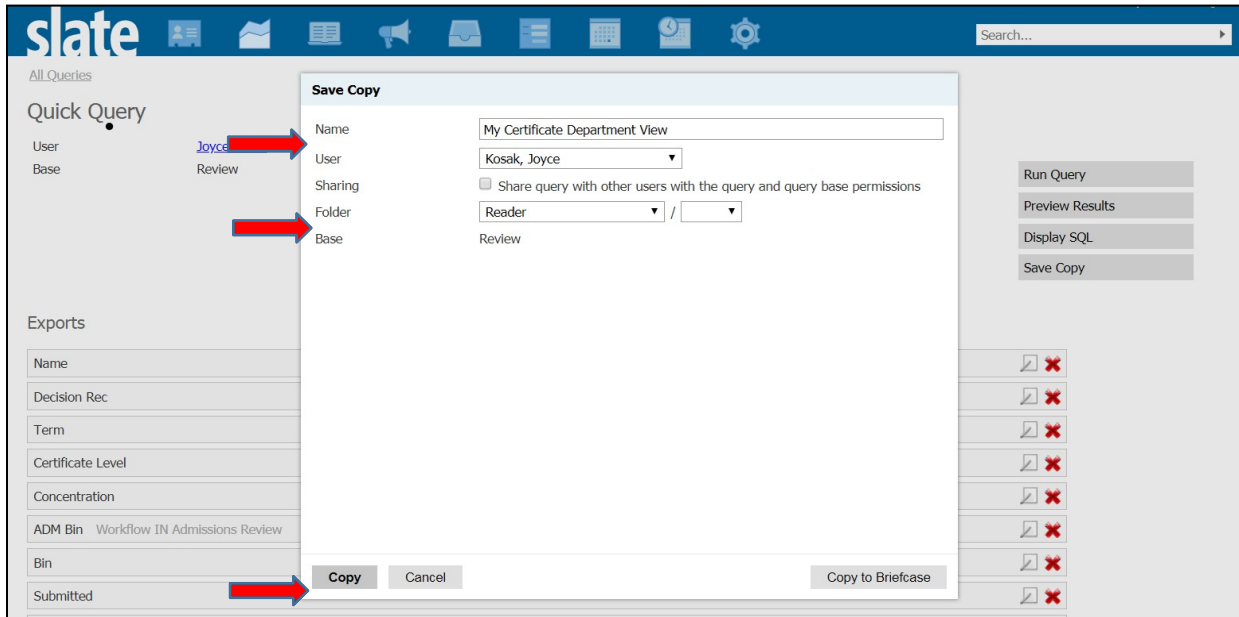 slate
Search...
All Queries
Quick Query
User Joyce
Base Review
Run Query
Preview Results
Display SQL
Save Copy
Save Copy
Name My Certificate Department View
User Kosak, Joyce
Sharing Share query with other users with the query and query base permissions
Folder Reader /
Base Review
Copy Cancel Copy to Briefcase
Exports
Name
Decision Rec
Term
Certificate Level
Concentration
ADM Bin Workflow IN Admissions Review
Bin
Submitted